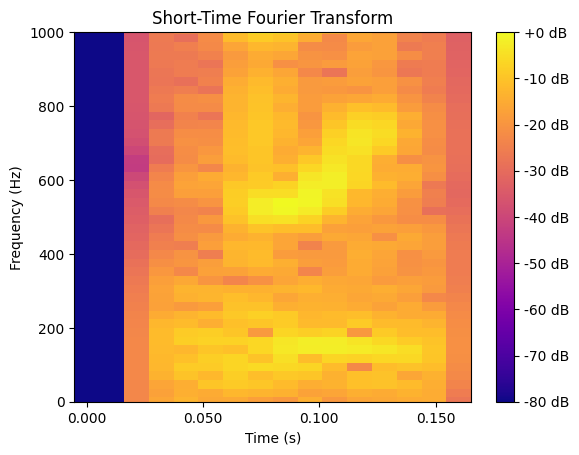 Short-Time Fourier Transform
1000
800
600
400
200
0
Frequency (Hz)
0.000
0.050
0.100
0.150
Time (s)
+0 dB
-10 dB
-20 dB
-30 dB
-40 dB
-50 dB
-60 dB
-70 dB
-80 dB